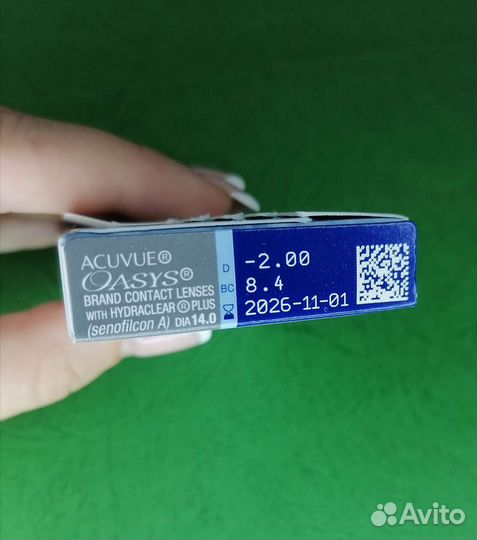 ACUVUE®
OASYS®
BRAND CONTACT LENSES
WITH HYDRACLEAR® PLUS
(senofilcon A) DIA 14.0
D -2.00
BC 8.4
2026-11-01
Avito